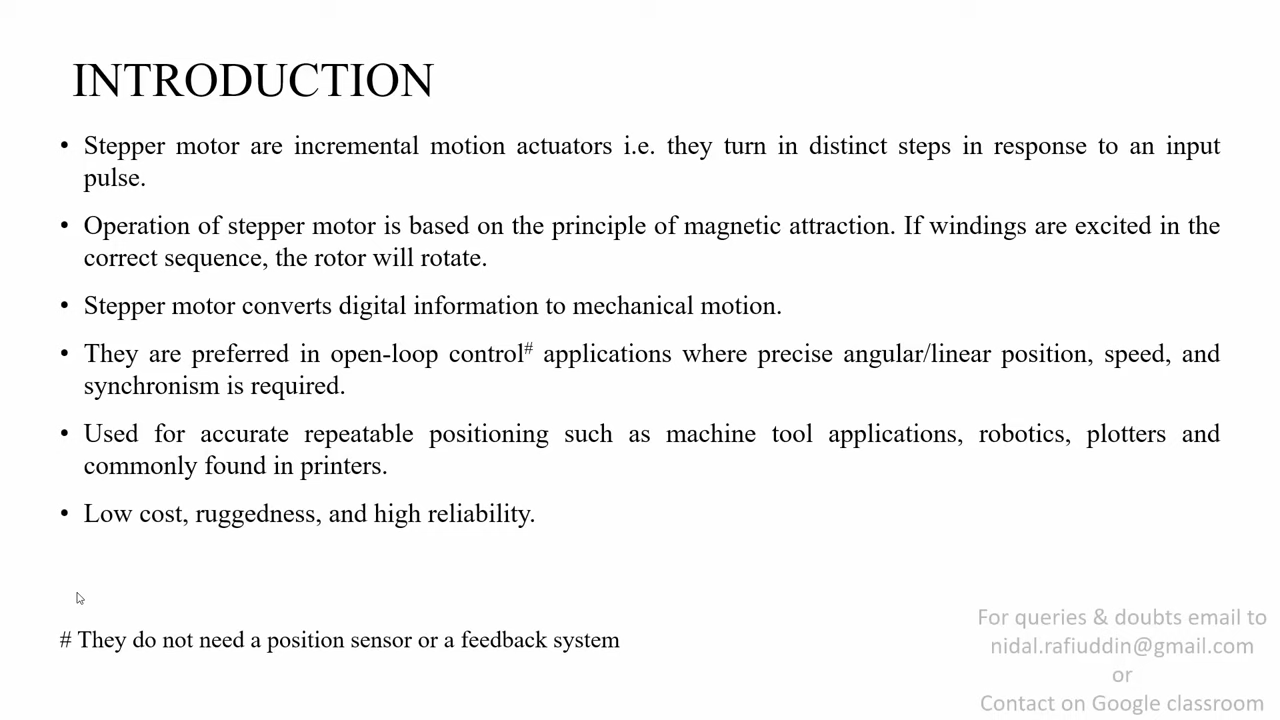 INTRODUCTION
• Stepper motor are incremental motion actuators i.e. they turn in distinct steps in response to an input
pulse.
• Operation of stepper motor is based on the principle of magnetic attraction. If windings are excited in the
correct sequence, the rotor will rotate.
• Stepper motor converts digital information to mechanical motion.
• They are preferred in open-loop control# applications where precise angular/linear position, speed, and
synchronism is required.
• Used for accurate repeatable positioning such as machine tool applications, robotics, plotters and
commonly found in printers.
• Low cost, ruggedness, and high reliability.
# They do not need a position sensor or a feedback system
For queries & doubts email to
nidal.rafiuddin@gmail.com
or
Contact on Google classroom